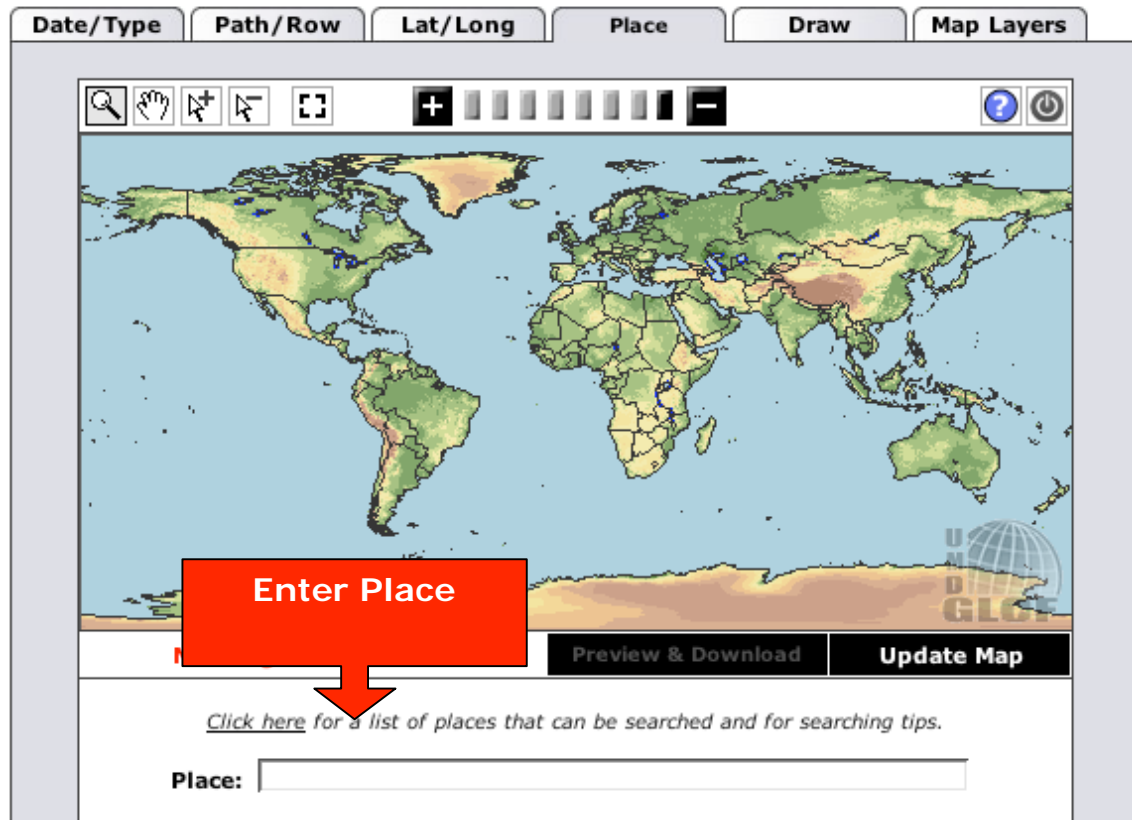 Date/Type Path/Row Lat/Long Place Draw Map Layers
UMD
GLCF
Enter Place
Preview & Download Update Map
Click here for a list of places that can be searched and for searching tips.
Place: